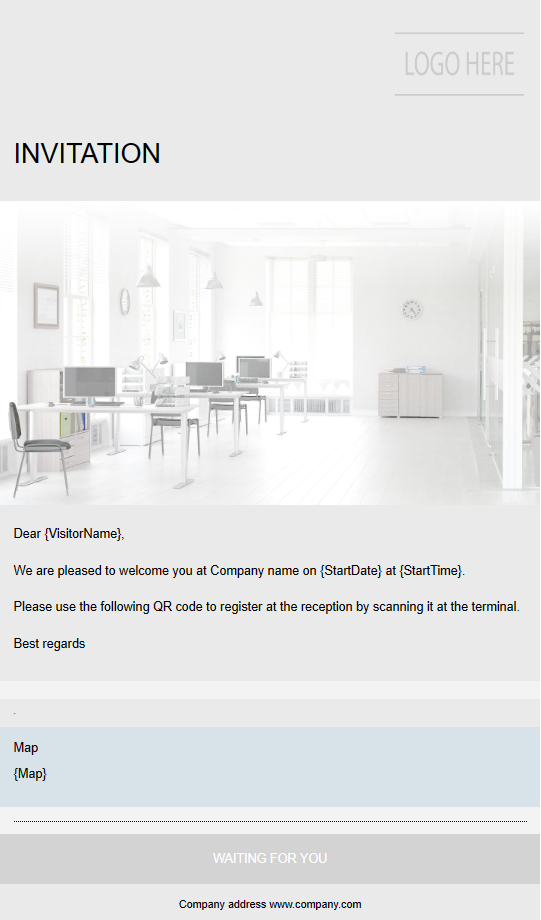 LOGO HERE
INVITATION
Dear {VisitorName},
We are pleased to welcome you at Company name on {StartDate} at {StartTime}.
Please use the following QR code to register at the reception by scanning it at the terminal.
Best regards
.
Map
{Map}
WAITING FOR YOU
Company address www.company.com